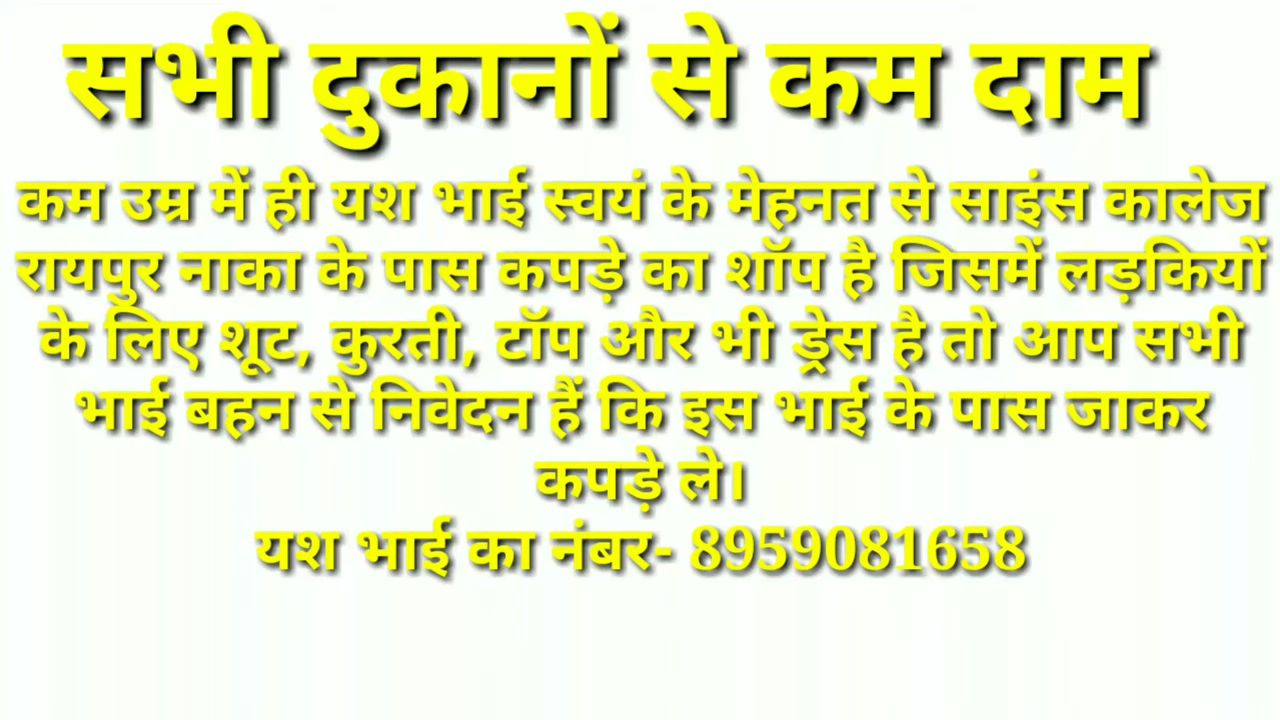 सभी दुकानों से कम दाम
कम उम्र में ही यश भाई स्वयं के मेहनत से साइंस कालेज
रायपुर नाका के पास कपड़े का शॉप है जिसमें लड़कियों
के लिए शूट, कुरती, टॉप और भी ड्रेस है तो आप सभी
भाई बहन से निवेदन हैं कि इस भाई के पास जाकर
कपड़े ले।
यश भाई का नंबर- 8959081658